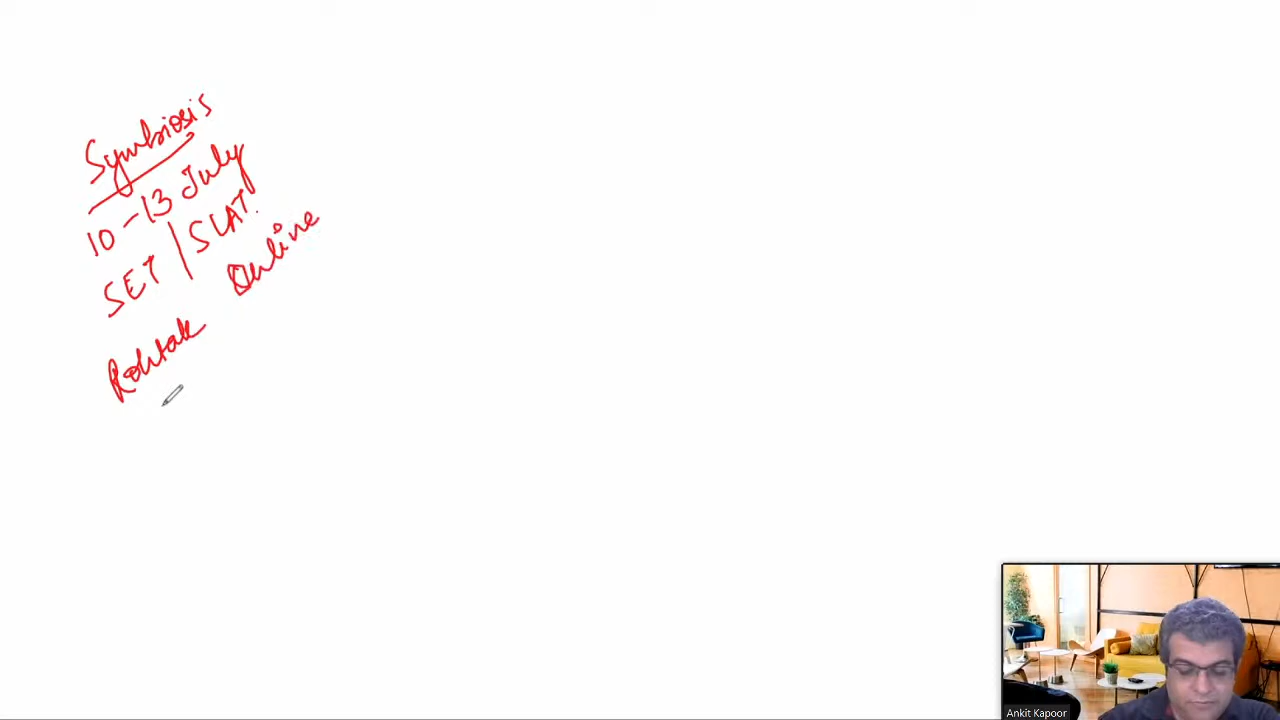 Symbiosis
10-13 July
SET / SLAT.
Online
Rohtak
Ankit Kapoor